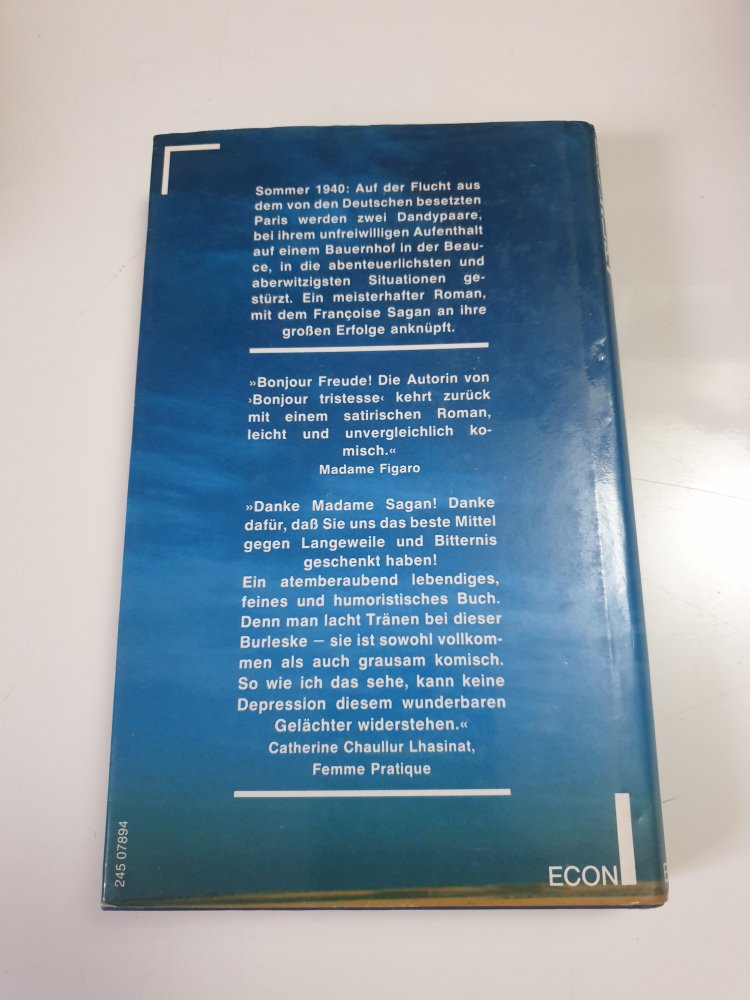 Sommer 1940: Auf der Flucht aus
dem von den Deutschen besetzten
Paris werden zwei Dandypaare,
bei ihrem unfreiwilligen Aufenthalt
auf einem Bauernhof in der Beau-
ce, in die abenteuerlichsten und
aberwitzigsten Situationen ge-
stürzt. Ein meisterhafter Roman,
mit dem Françoise Sagan an ihre
großen Erfolge anknüpft.
»Bonjour Freude! Die Autorin von
›Bonjour tristesse‹ kehrt zurück
mit einem satirischen Roman,
leicht und unvergleichlich ko-
misch.«
Madame Figaro
»Danke Madame Sagan! Danke
dafür, daß Sie uns das beste Mittel
gegen Langeweile und Bitternis
geschenkt haben!
Ein atemberaubend lebendiges,
feines und humoristisches Buch.
Denn man lacht Tränen bei dieser
Burleske – sie ist sowohl vollkom-
men als auch grausam komisch.
So wie ich das sehe, kann keine
Depression diesem wunderbaren
Gelächter widerstehen.«
Catherine Chaullur Lhasinat,
Femme Pratique
245 07894
ECON